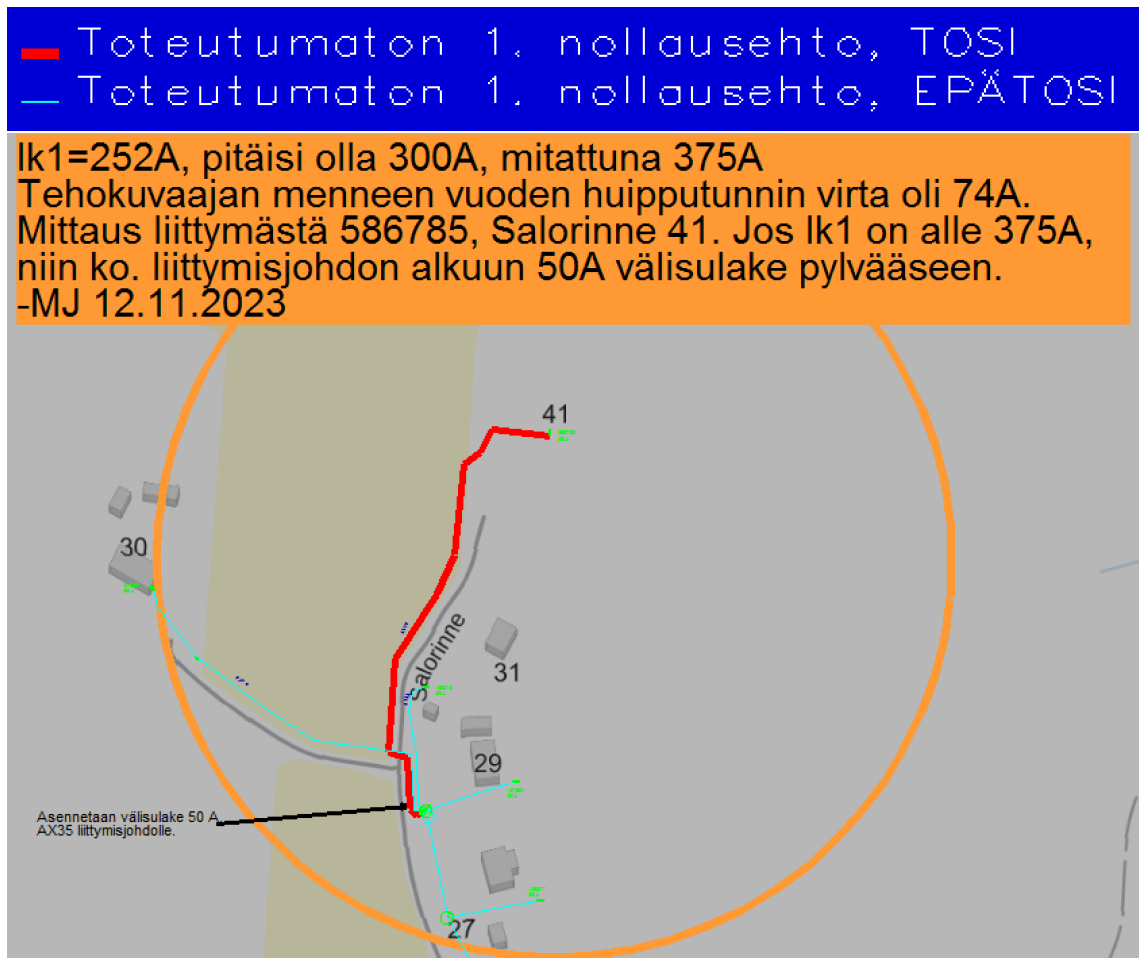 Toteutumaton 1. nollausehto, TOSI
Toteutumaton 1. nollausehto, EPÄTOSI
Ik1=252A, pitäisi olla 300A, mitattuna 375A
Tehokuvaajan menneen vuoden huipputunnin virta oli 74A.
Mittaus liittymästä 586785, Salorinne 41. Jos Ik1 on alle 375A,
niin ko. liittymisjohdon alkuun 50A välisulake pylvääseen.
-MJ 12.11.2023
41
30
Salorinne
31
29
Asennetaan välisulake 50 A
AX35 liittymisjohdolle.
27